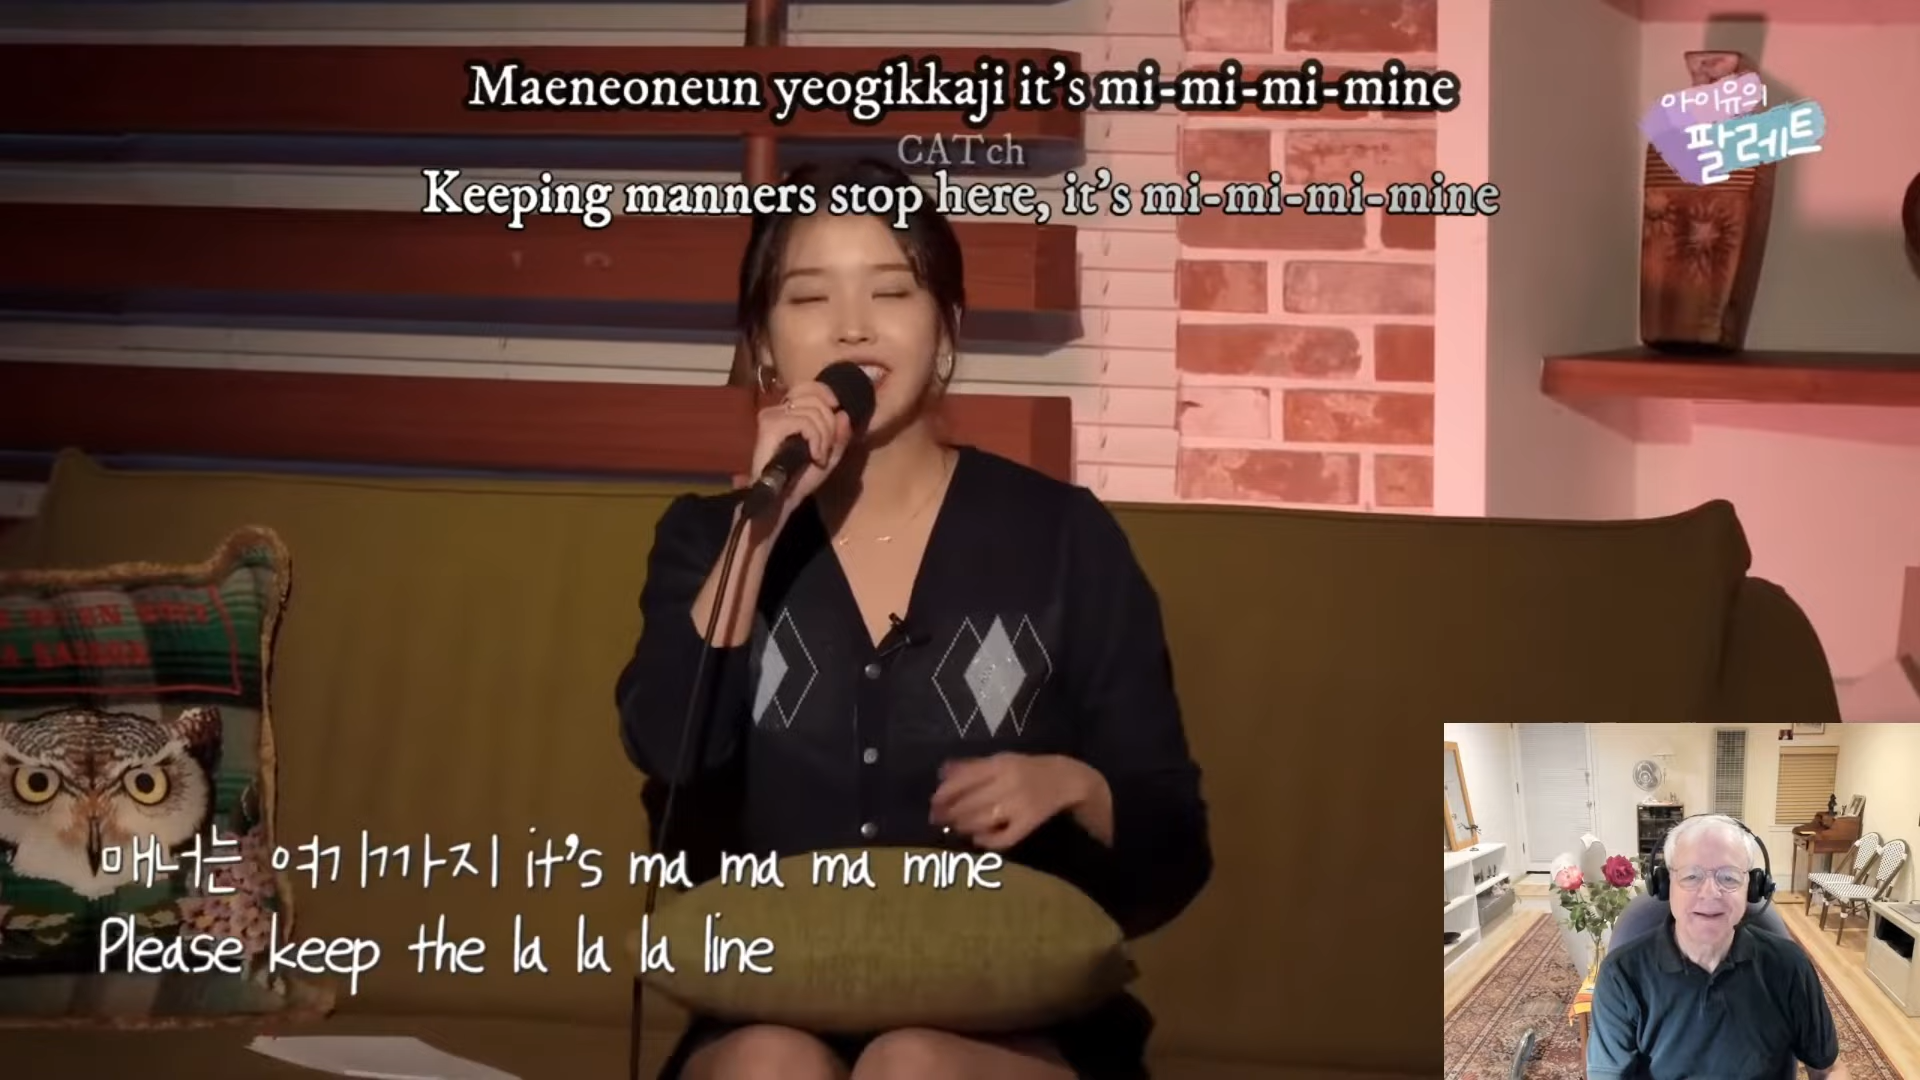 Maeneoneun yeogikkaji it's mi-mi-mi-mine
CATch
Keeping manners stop here, it's mi-mi-mi-mine
아이유의
팔레트
매너는 여기까지 it's ma ma ma mine
Please keep the la la la line